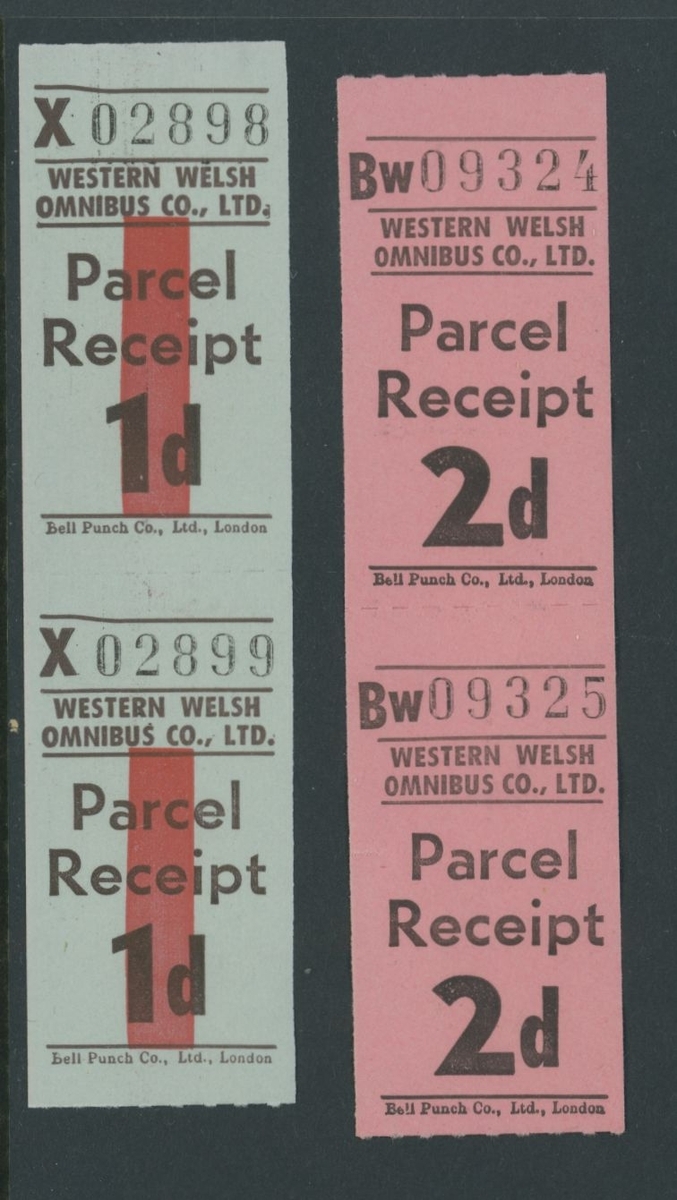 X 02898
WESTERN WELSH
OMNIBUS CO., LTD.
Parcel
Receipt
1d
Bell Punch Co., Ltd., London
X 02899
WESTERN WELSH
OMNIBUS CO., LTD.
Parcel
Receipt
1d
Bell Punch Co., Ltd., London
Bw 09324
WESTERN WELSH
OMNIBUS CO., LTD.
Parcel
Receipt
2d
Bell Punch Co., Ltd., London
Bw 09325
WESTERN WELSH
OMNIBUS CO., LTD.
Parcel
Receipt
2d
Bell Punch Co., Ltd., London